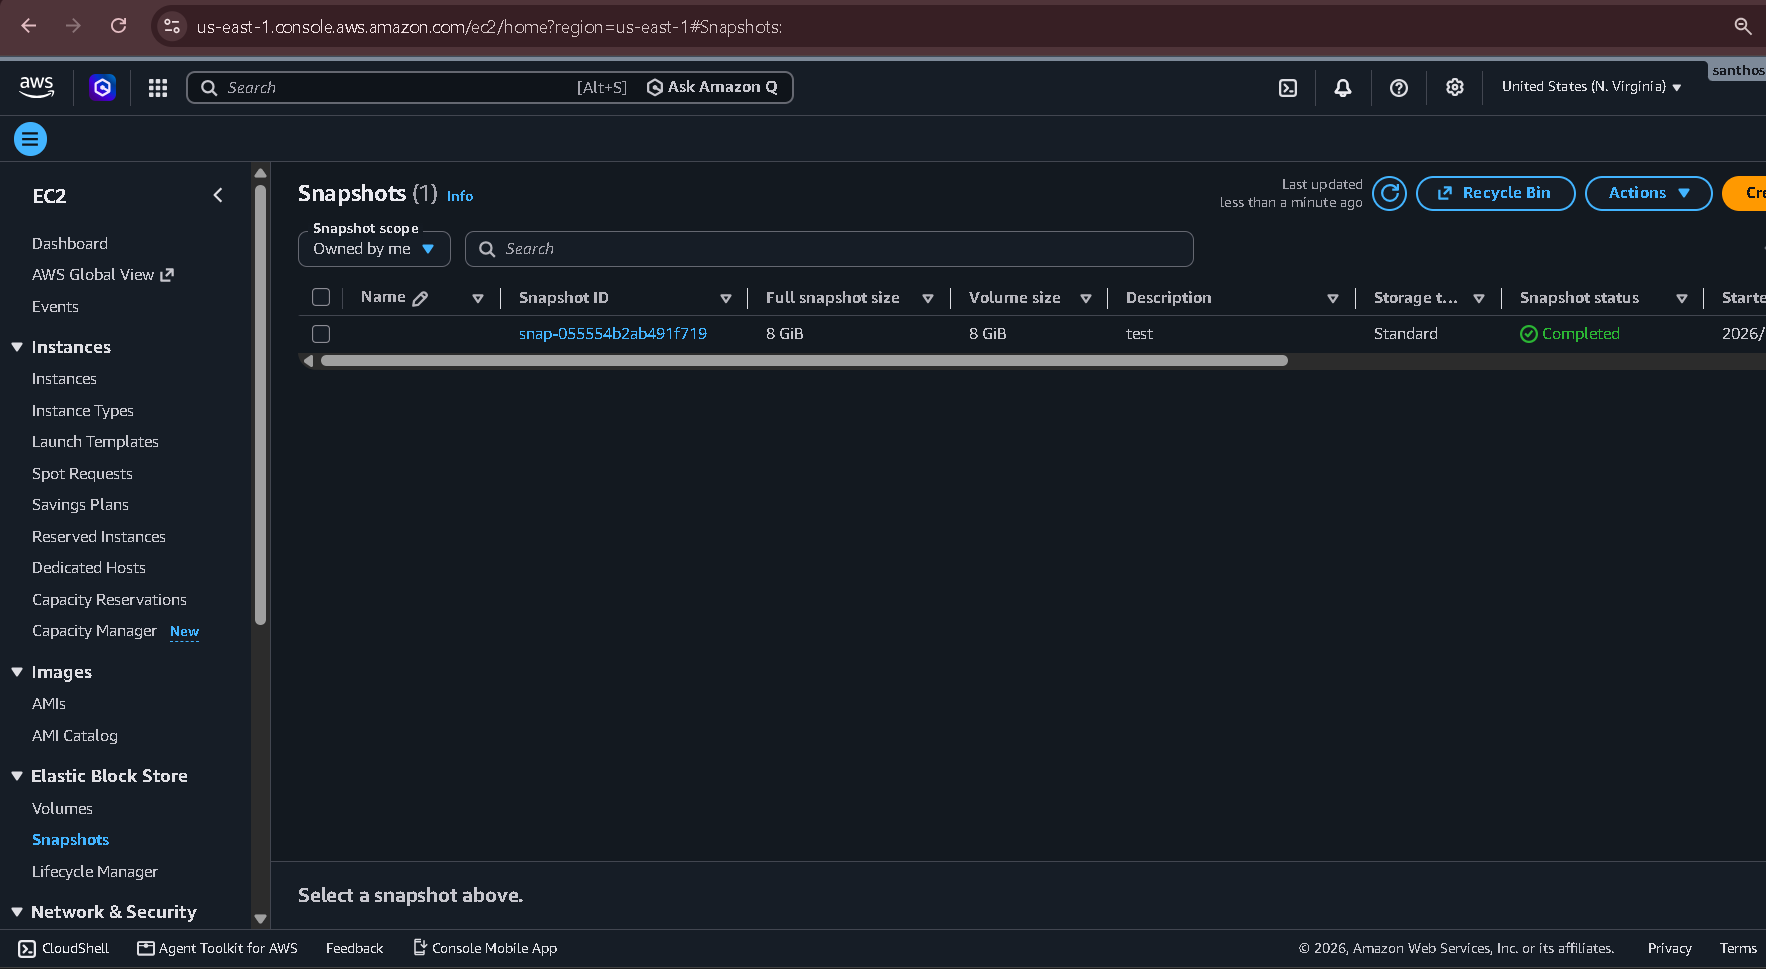 us-east-1.console.aws.amazon.com/ec2/home?region=us-east-1#Snapshots:
aws
Search
[Alt+S]
Ask Amazon Q
United States (N. Virginia)
santhos
EC2
Dashboard
AWS Global View
Events
Instances
Instances
Instance Types
Launch Templates
Spot Requests
Savings Plans
Reserved Instances
Dedicated Hosts
Capacity Reservations
Capacity Manager New
Images
AMIs
AMI Catalog
Elastic Block Store
Volumes
Snapshots
Lifecycle Manager
Network & Security
Snapshots (1) Info
Last updated
less than a minute ago
Recycle Bin
Actions
Cre
Snapshot scope
Owned by me
Search
Name Snapshot ID Full snapshot size Volume size Description Storage t... Snapshot status Starte
snap-055554b2ab491f719 8 GiB 8 GiB test Standard Completed 2026/
Select a snapshot above.
CloudShell Agent Toolkit for AWS Feedback Console Mobile App © 2026, Amazon Web Services, Inc. or its affiliates. Privacy Terms